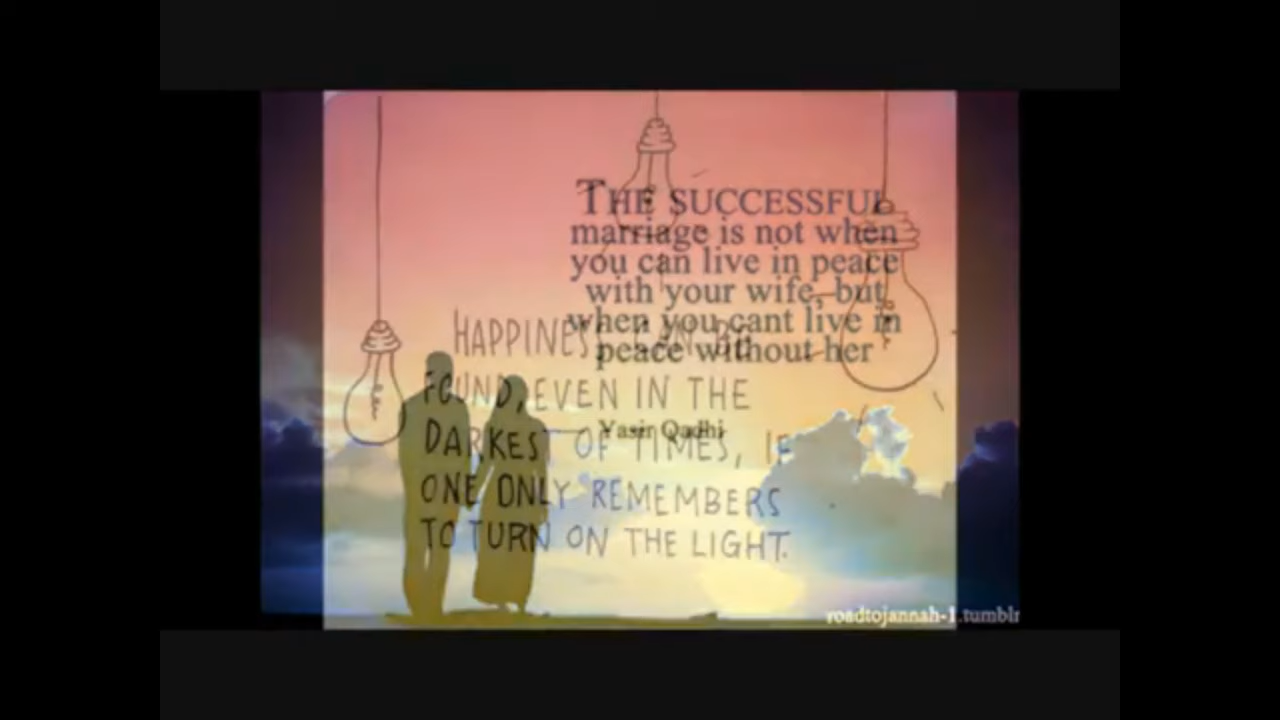 THE SUCCESSFUL
marriage is not when
you can live in peace
with your wife, but
when you cant live in
peace without her
— Yasir Qadhi
HAPPINESS CAN BE
FOUND, EVEN IN THE
DARKEST OF TIMES, IF
ONE ONLY REMEMBERS
TO TURN ON THE LIGHT.
roadtojannah-1.tumblr